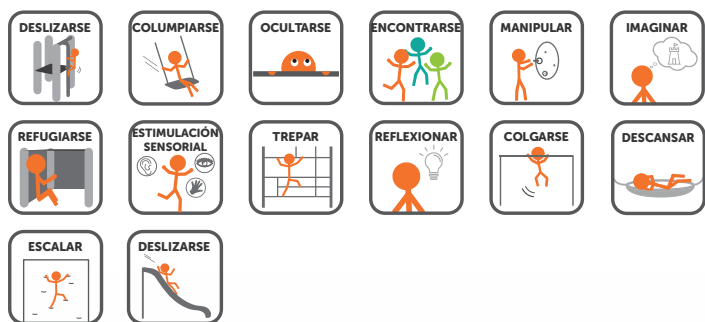 DESLIZARSE
COLUMPIARSE
OCULTARSE
ENCONTRARSE
MANIPULAR
IMAGINAR
REFUGIARSE
ESTIMULACIÓN
SENSORIAL
TREPAR
REFLEXIONAR
COLGARSE
DESCANSAR
ESCALAR
DESLIZARSE